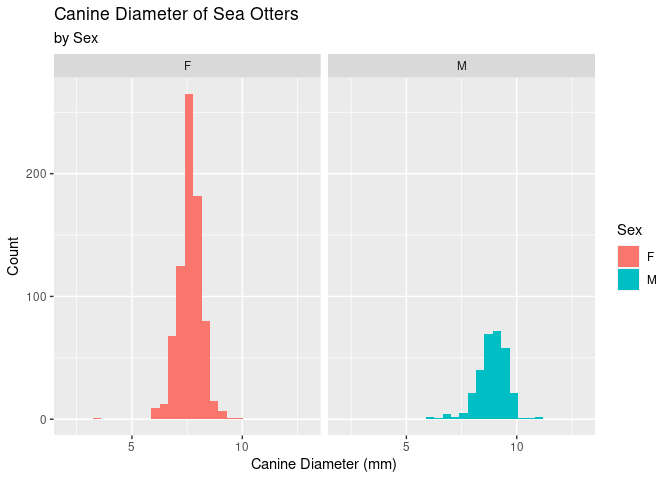 Canine Diameter of Sea Otters
by Sex
F
M
200
100
0
Count
5
10
5
10
Canine Diameter (mm)
Sex
F
M